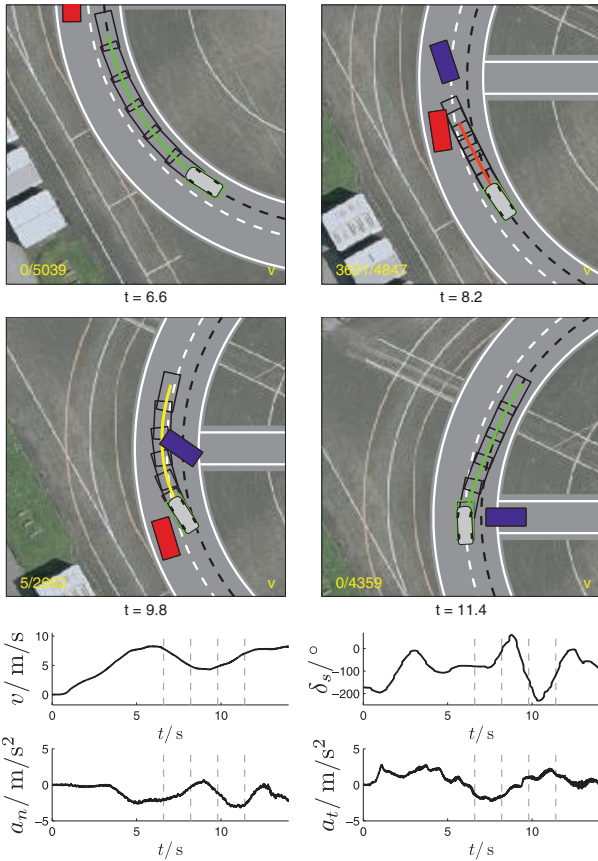 0/5039 v
t = 6.6
3621/4847 v
t = 8.2
v
t = 9.8
0/4359 v
t = 11.4
v/ m/s
10
5
0
0 5 10
t/ s
δs/ °
0
−100
−200
0 5 10
t/ s
an/ m/s²
5
0
−5
0 5 10
t/ s
at/ m/s²
5
0
−5
0 5 10
t/ s